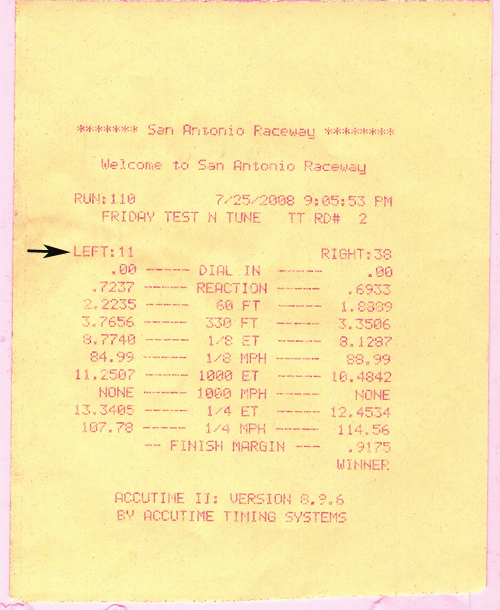 ******* San Antonio Raceway ********
Welcome to San Antonio Raceway
RUN:110 7/25/2008 9:05:53 PM
FRIDAY TEST N TUNE TT RD# 2
LEFT:11 RIGHT:38
.00 ----- DIAL IN ----- .00
.7237 ----- REACTION ----- .6933
2.2235 ----- 60 FT ----- 1.8889
3.7656 ----- 330 FT ----- 3.3506
8.7740 ----- 1/8 ET ----- 8.1287
84.99 ----- 1/8 MPH ----- 88.99
11.2507 ----- 1000 ET ----- 10.4842
NONE ----- 1000 MPH ----- NONE
13.3405 ----- 1/4 ET ----- 12.4534
107.78 ----- 1/4 MPH ----- 114.56
-- FINISH MARGIN --- .9175
WINNER
ACCUTIME II: VERSION 8.9.6
BY ACCUTIME TIMING SYSTEMS